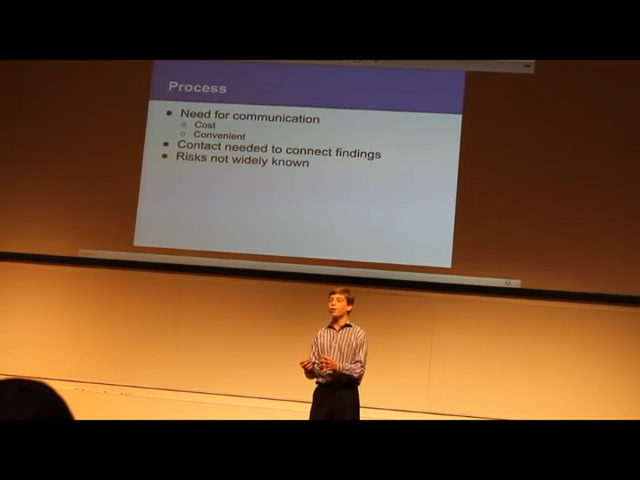 Process
● Need for communication
○ Cost
○ Convenient
● Contact needed to connect findings
● Risks not widely known